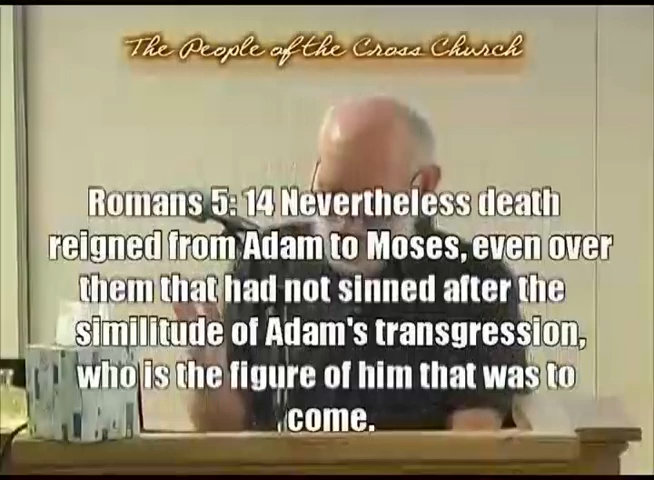 The People of the Cross Church
Romans 5: 14 Nevertheless death
reigned from Adam to Moses, even over
them that had not sinned after the
similitude of Adam's transgression,
who is the figure of him that was to
come.